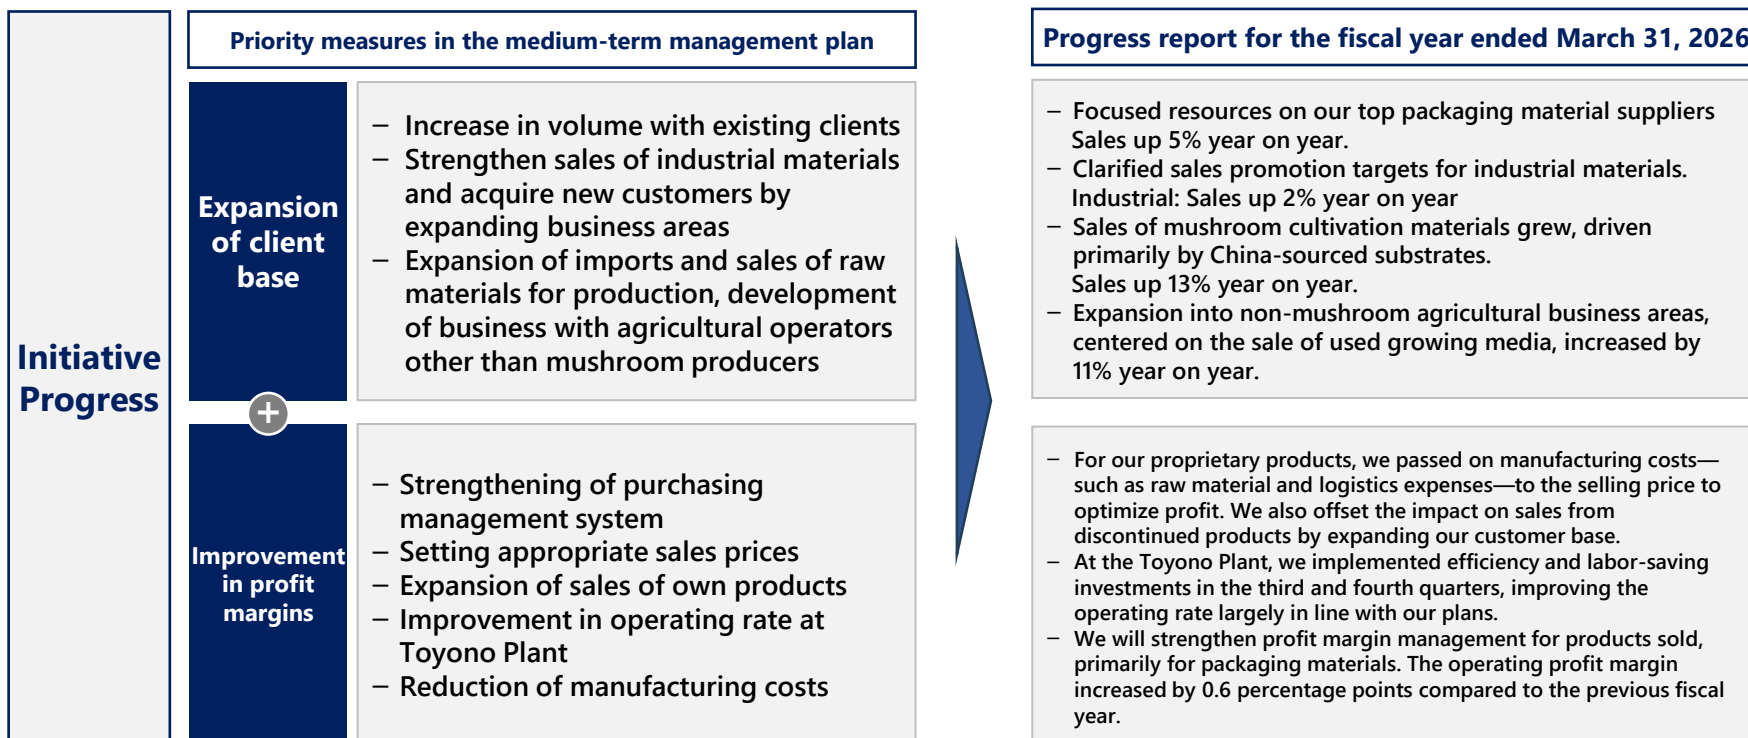 Initiative
Progress
Priority measures in the medium-term management plan
Expansion
of client
base
– Increase in volume with existing clients
– Strengthen sales of industrial materials
and acquire new customers by
expanding business areas
– Expansion of imports and sales of raw
materials for production, development
of business with agricultural operators
other than mushroom producers
+
Improvement
in profit
margins
– Strengthening of purchasing
management system
– Setting appropriate sales prices
– Expansion of sales of own products
– Improvement in operating rate at
Toyono Plant
– Reduction of manufacturing costs
Progress report for the fiscal year ended March 31, 2026
– Focused resources on our top packaging material suppliers
Sales up 5% year on year.
– Clarified sales promotion targets for industrial materials.
Industrial: Sales up 2% year on year
– Sales of mushroom cultivation materials grew, driven
primarily by China-sourced substrates.
Sales up 13% year on year.
– Expansion into non-mushroom agricultural business areas,
centered on the sale of used growing media, increased by
11% year on year.
– For our proprietary products, we passed on manufacturing costs—
such as raw material and logistics expenses—to the selling price to
optimize profit. We also offset the impact on sales from
discontinued products by expanding our customer base.
– At the Toyono Plant, we implemented efficiency and labor-saving
investments in the third and fourth quarters, improving the
operating rate largely in line with our plans.
– We will strengthen profit margin management for products sold,
primarily for packaging materials. The operating profit margin
increased by 0.6 percentage points compared to the previous fiscal
year.